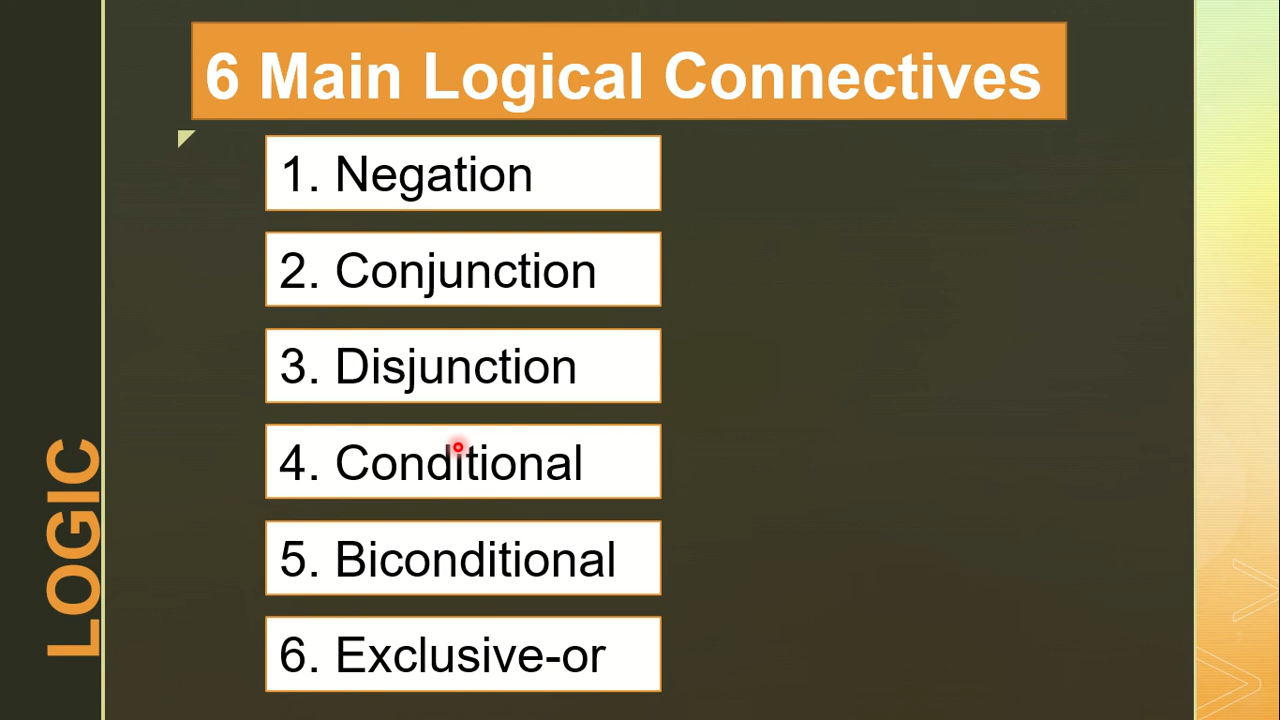 6 Main Logical Connectives
1. Negation
2. Conjunction
3. Disjunction
4. Conditional
5. Biconditional
6. Exclusive-or
LOGIC